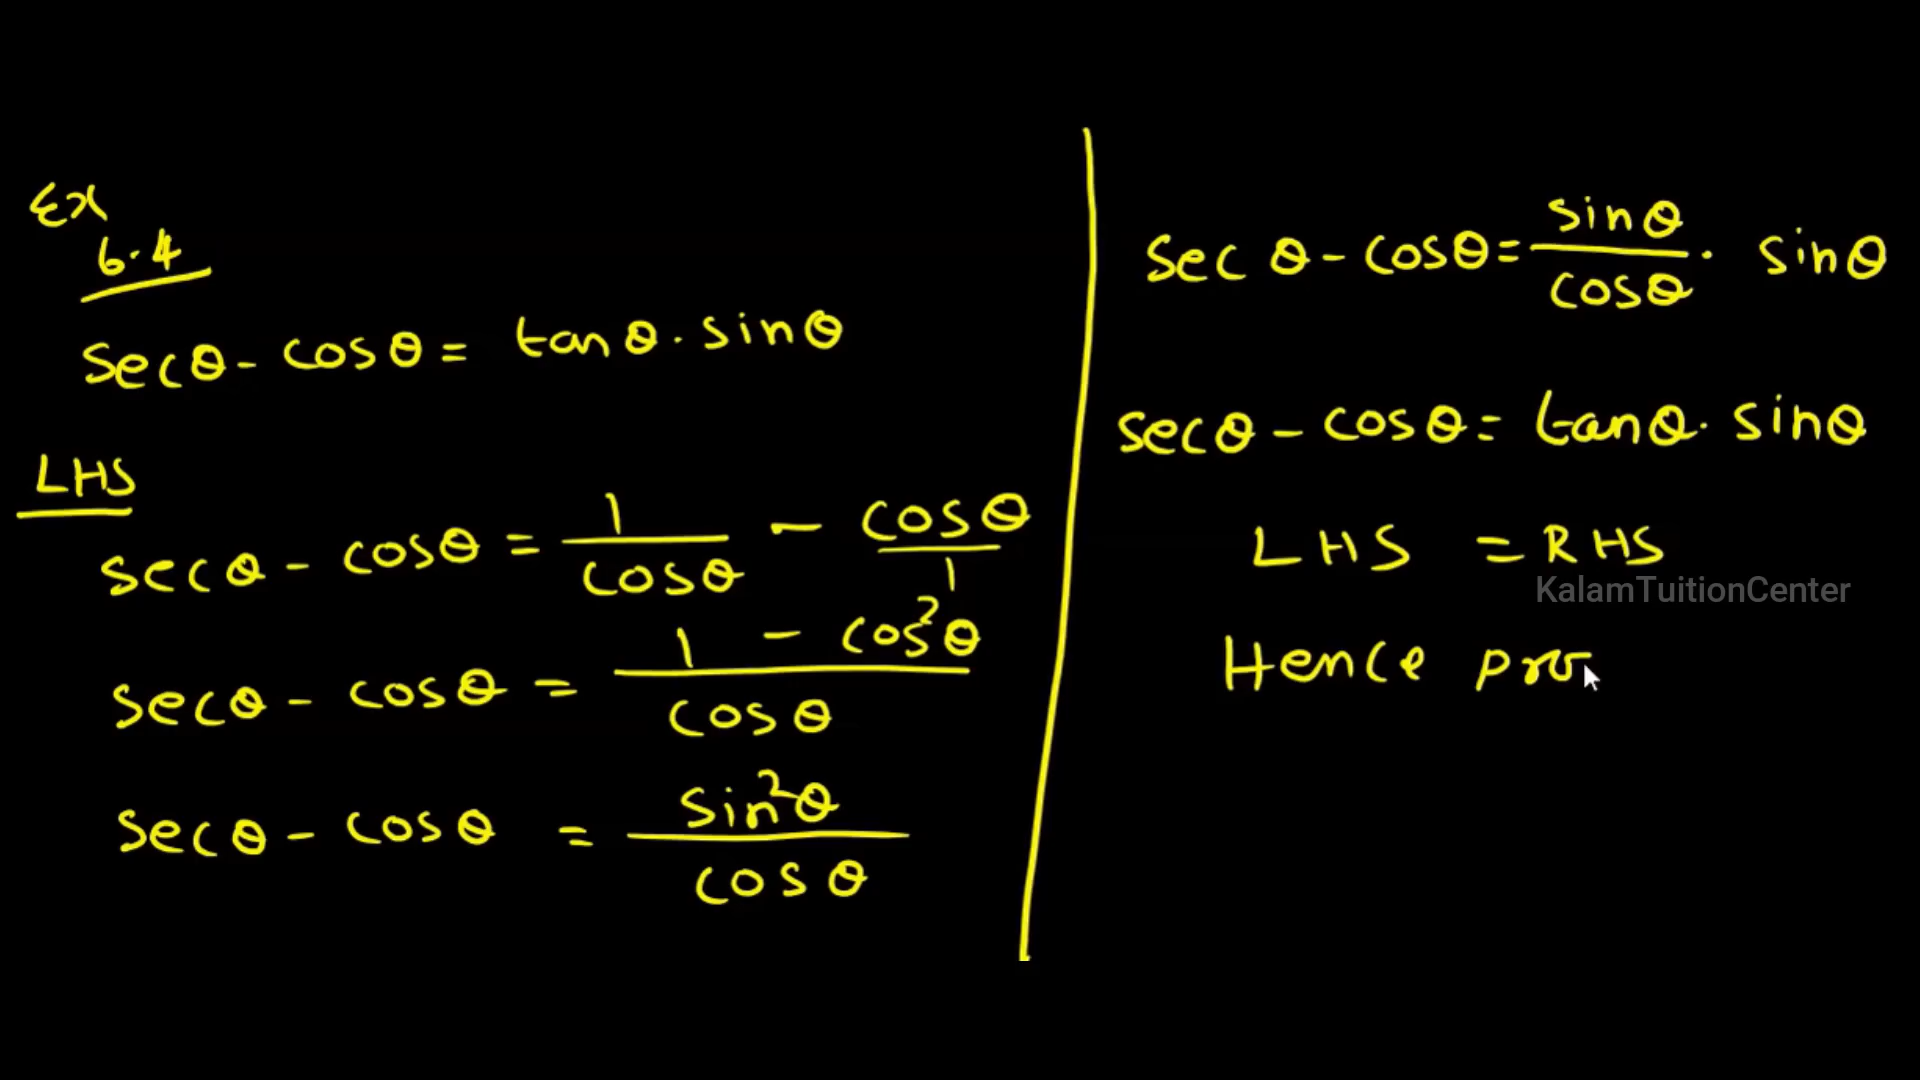 Ex
6.4
secθ - cosθ = tanθ . sinθ
LHS
secθ - cosθ = 1/cosθ - cosθ/1
secθ - cosθ = 1 - cos²θ/cosθ
secθ - cosθ = sin²θ/cosθ
sec θ - cosθ = sinθ/cosθ . sinθ
secθ - cosθ = tanθ . sinθ
LHS = RHS
KalamTuitionCenter
Hence pro